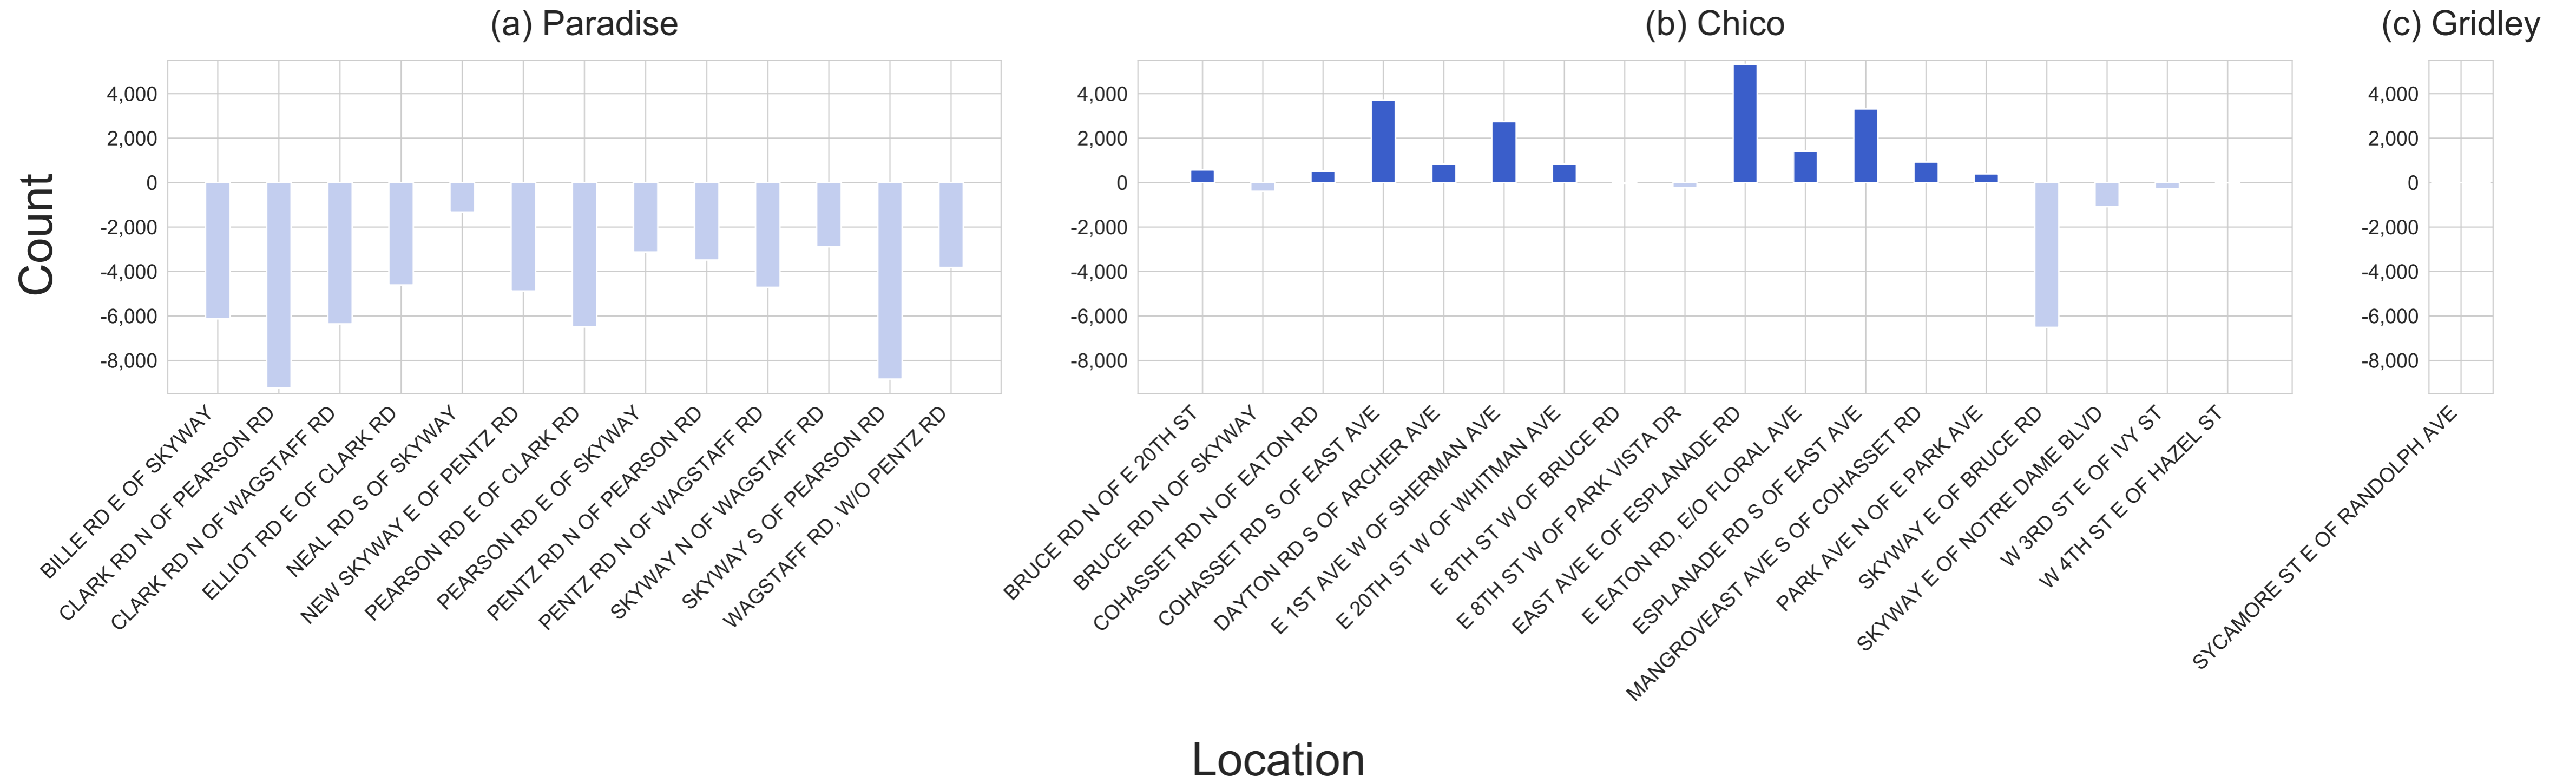 (a) Paradise
(b) Chico
(c) Gridley
Count
4,000
2,000
0
-2,000
-4,000
-6,000
-8,000
BILLE RD E OF SKYWAY
CLARK RD N OF PEARSON RD
CLARK RD N OF WAGSTAFF RD
ELLIOT RD E OF CLARK RD
NEAL RD S OF SKYWAY
NEW SKYWAY E OF PENTZ RD
PEARSON RD E OF CLARK RD
PEARSON RD E OF SKYWAY
PENTZ RD N OF PEARSON RD
PENTZ RD N OF WAGSTAFF RD
SKYWAY N OF WAGSTAFF RD
SKYWAY S OF PEARSON RD
WAGSTAFF RD, W/O PENTZ RD
4,000
2,000
0
-2,000
-4,000
-6,000
-8,000
BRUCE RD N OF E 20TH ST
BRUCE RD N OF SKYWAY
COHASSET RD N OF EATON RD
COHASSET RD S OF EAST AVE
DAYTON RD S OF ARCHER AVE
E 1ST AVE W OF SHERMAN AVE
E 20TH ST W OF WHITMAN AVE
E 8TH ST W OF BRUCE RD
E 8TH ST W OF PARK VISTA DR
EAST AVE E OF ESPLANADE RD
E EATON RD, E/O FLORAL AVE
ESPLANADE RD S OF EAST AVE
MANGROVEAST AVE S OF COHASSET RD
PARK AVE N OF E PARK AVE
SKYWAY E OF BRUCE RD
SKYWAY E OF NOTRE DAME BLVD
W 3RD ST E OF IVY ST
W 4TH ST E OF HAZEL ST
4,000
2,000
0
-2,000
-4,000
-6,000
-8,000
SYCAMORE ST E OF RANDOLPH AVE
Location